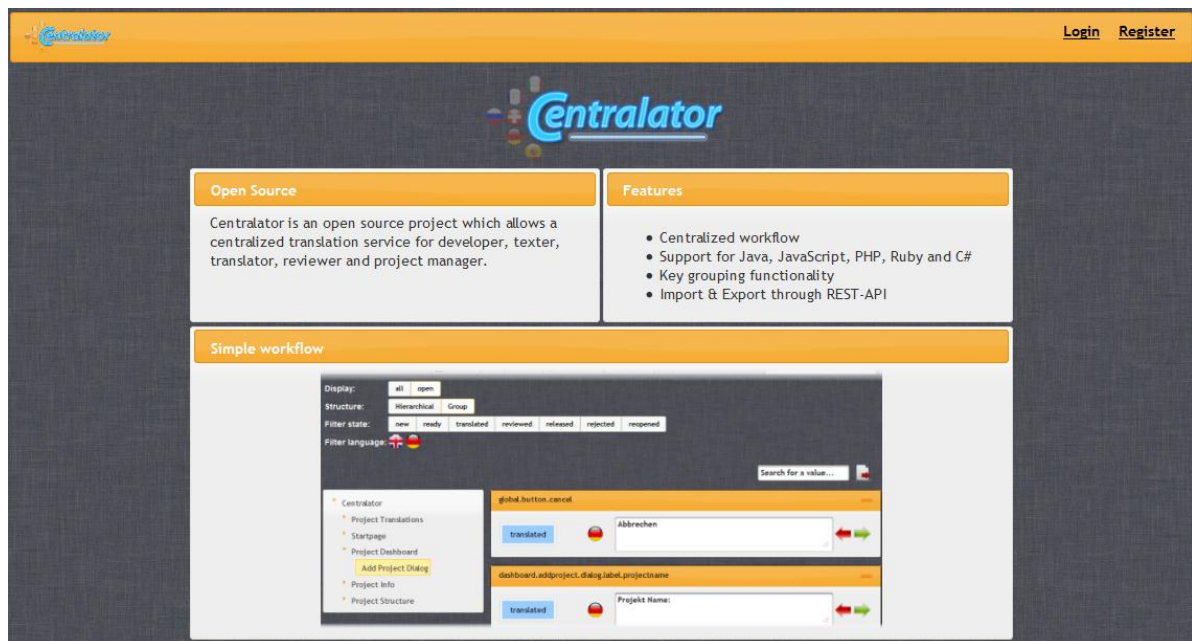 Centralator
Login Register
Centralator
Open Source
Centralator is an open source project which allows a
centralized translation service for developer, texter,
translator, reviewer and project manager.
Features
Centralized workflow
Support for Java, JavaScript, PHP, Ruby and C#
Key grouping functionality
Import & Export through REST-API
Simple workflow
Display: all open
Structure: Hierarchical Group
Filter state: new ready translated reviewed released rejected reopened
Filter language:
Search for a value...
Centralator
Project Translations
Startpage
Project Dashboard
Add Project Dialog
Project Info
Project Structure
global.button.cancel
translated
Abbrechen
dashboard.addproject.dialog.label.projectname
translated
Projekt Name: